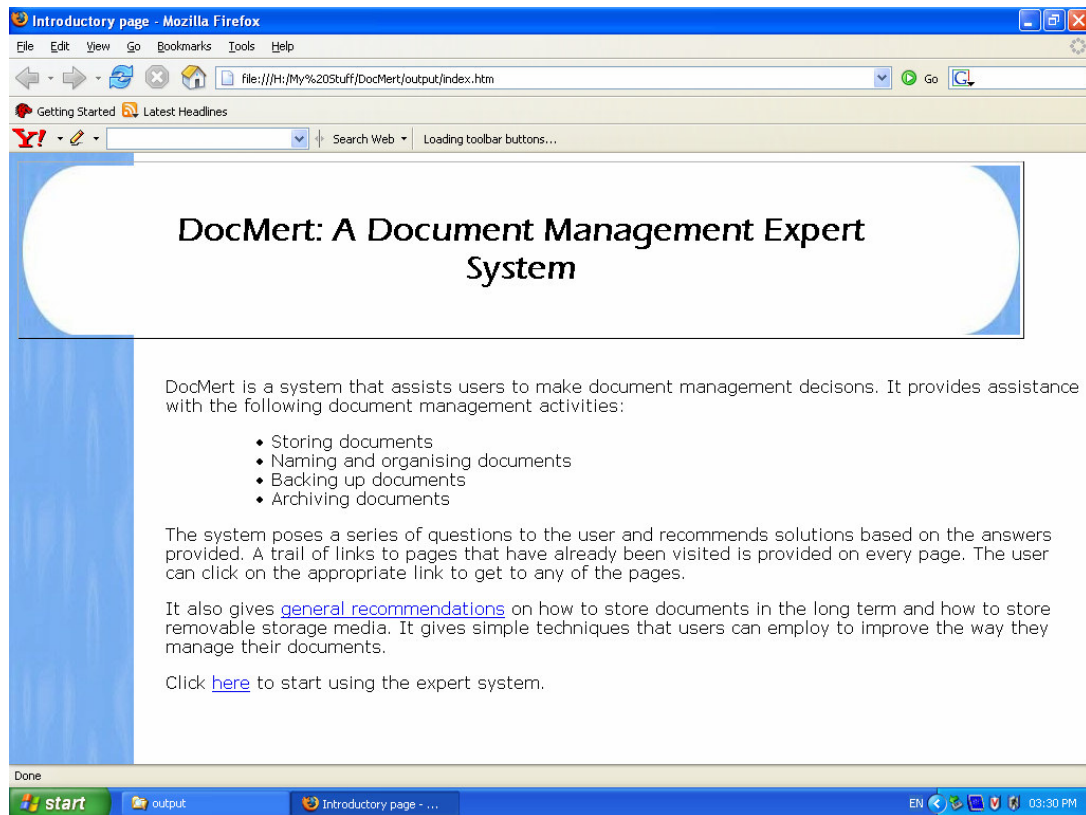 Introductory page - Mozilla Firefox
File Edit View Go Bookmarks Tools Help
file:///H:/My%20Stuff/DocMert/output/index.htm Go G
Getting Started Latest Headlines
Y! Search Web Loading toolbar buttons...
DocMert: A Document Management Expert
System
DocMert is a system that assists users to make document management decisons. It provides assistance
with the following document management activities:
• Storing documents
• Naming and organising documents
• Backing up documents
• Archiving documents
The system poses a series of questions to the user and recommends solutions based on the answers
provided. A trail of links to pages that have already been visited is provided on every page. The user
can click on the appropriate link to get to any of the pages.
It also gives general recommendations on how to store documents in the long term and how to store
removable storage media. It gives simple techniques that users can employ to improve the way they
manage their documents.
Click here to start using the expert system.
Done
start output Introductory page - ... EN 03:30 PM